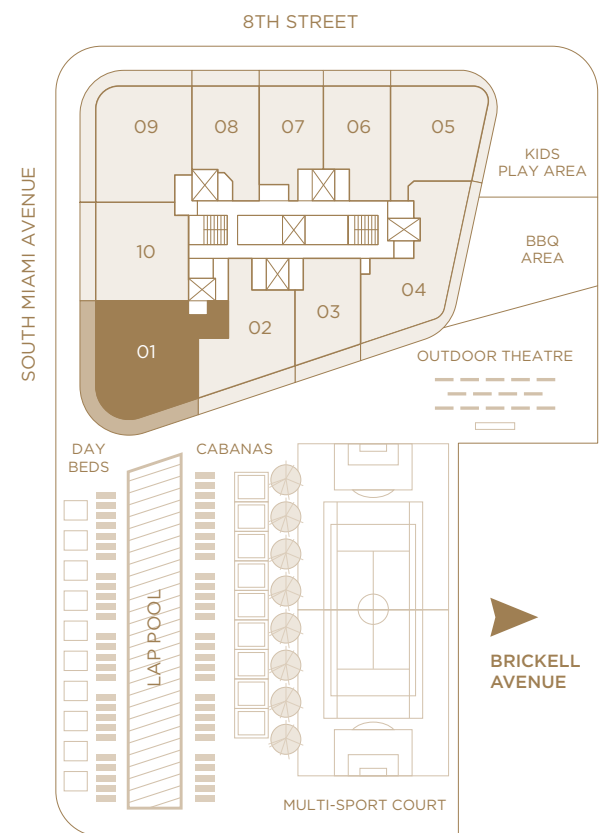 8TH STREET
SOUTH MIAMI AVENUE
09
08
07
06
05
KIDS
PLAY AREA
10
BBQ
AREA
04
03
02
01
OUTDOOR THEATRE
DAY
BEDS
CABANAS
LAP POOL
BRICKELL
AVENUE
MULTI-SPORT COURT